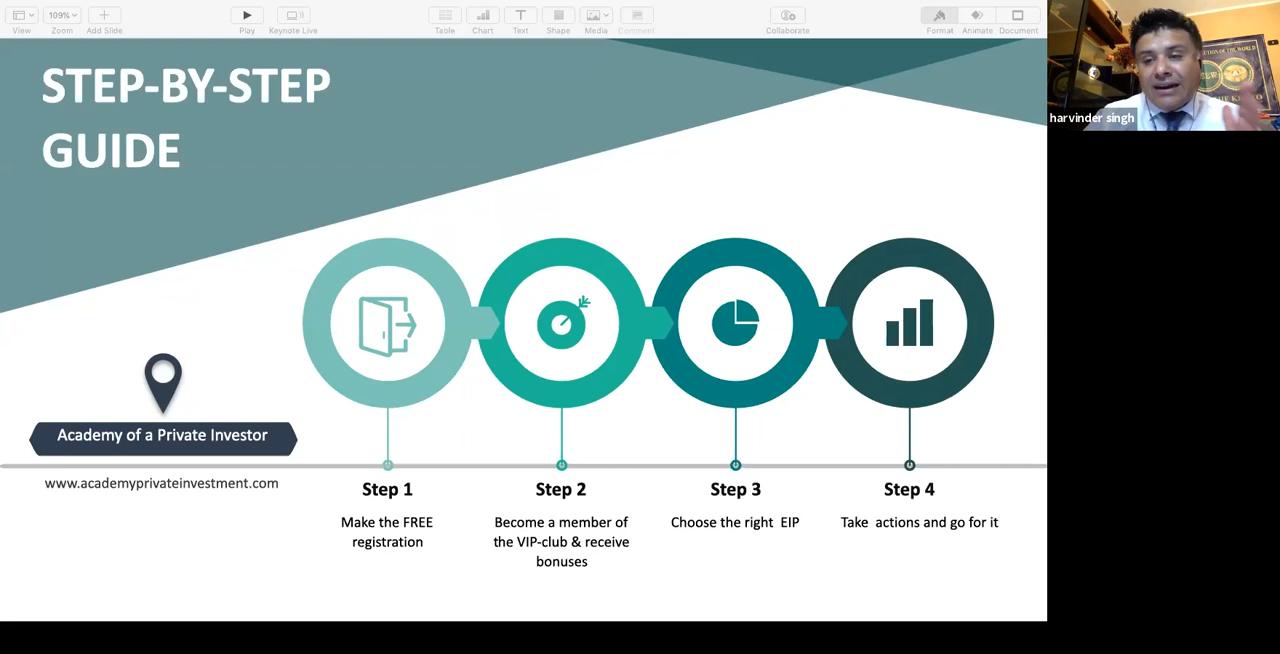 View
109%
Zoom
Add Slide
Play
Keynote Live
Table
Chart
Text
Shape
Media
Comment
Collaborate
Format
Animate
Document
STEP-BY-STEP
GUIDE
Academy of a Private Investor
www.academyprivateinvestment.com
Step 1
Make the FREE
registration
Step 2
Become a member of
the VIP-club & receive
bonuses
Step 3
Choose the right EIP
Step 4
Take actions and go for it
harvinder singh